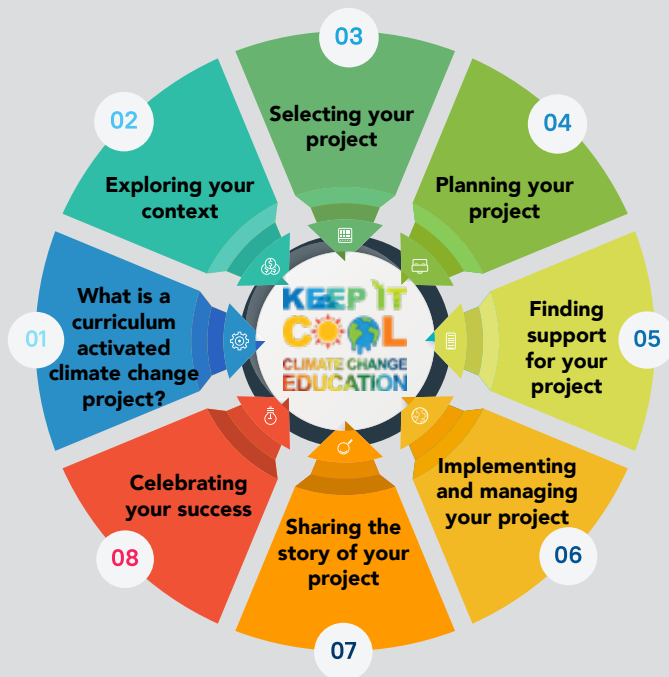 01
What is a
curriculum
activated
climate change
project?
02
Exploring your
context
03
Selecting your
project
04
Planning your
project
05
Finding
support
for your
project
06
Implementing
and managing
your project
07
Sharing the
story of your
project
08
Celebrating
your success
KEEP IT
COOL
CLIMATE CHANGE
EDUCATION